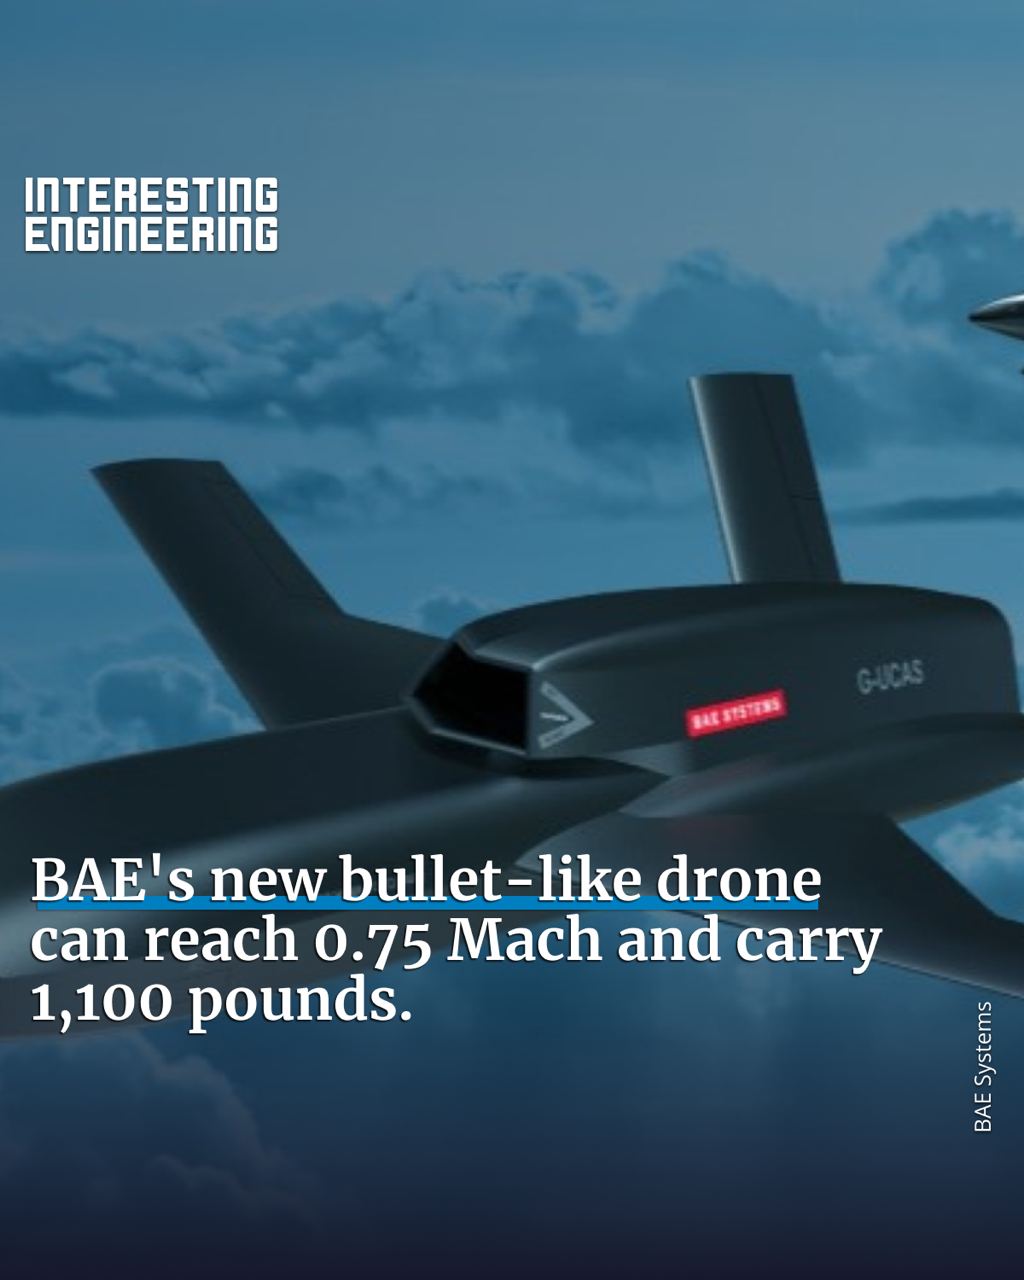 INTERESTING
ENGINEERING
G-UCAS
BAE SYSTEMS
BAE's new bullet-like drone
can reach 0.75 Mach and carry
1,100 pounds.
BAE Systems